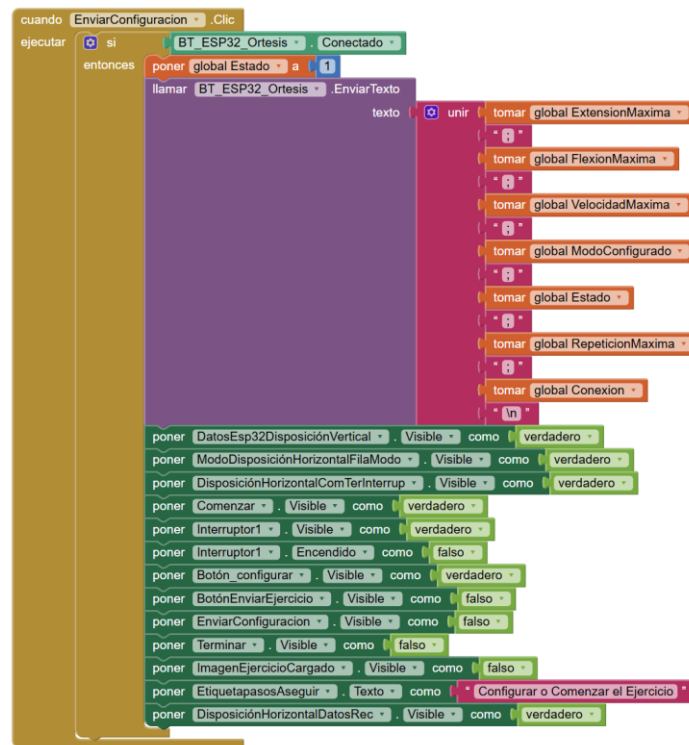 cuando EnviarConfiguracion .Clic
ejecutar si BT_ESP32_Ortesis . Conectado
entonces poner global Estado a 1
llamar BT_ESP32_Ortesis .EnviarTexto
texto unir tomar global ExtensionMaxima
" ; "
tomar global FlexionMaxima
" ; "
tomar global VelocidadMaxima
" ; "
tomar global ModoConfigurado
" ; "
tomar global Estado
" ; "
tomar global RepeticionMaxima
" ; "
tomar global Conexion
" \n "
poner DatosEsp32DisposiciónVertical . Visible como verdadero
poner ModoDisposiciónHorizontalFilaModo . Visible como verdadero
poner DisposiciónHorizontalComTerInterrup . Visible como verdadero
poner Comenzar . Visible como verdadero
poner Interruptor1 . Visible como verdadero
poner Interruptor1 . Encendido como falso
poner Botón_configurar . Visible como verdadero
poner BotónEnviarEjercicio . Visible como falso
poner EnviarConfiguracion . Visible como falso
poner Terminar . Visible como falso
poner ImagenEjercicioCargado . Visible como falso
poner EtiquetapasosAseguir . Texto como " Configurar o Comenzar el Ejercicio "
poner DisposiciónHorizontalDatosRec . Visible como verdadero